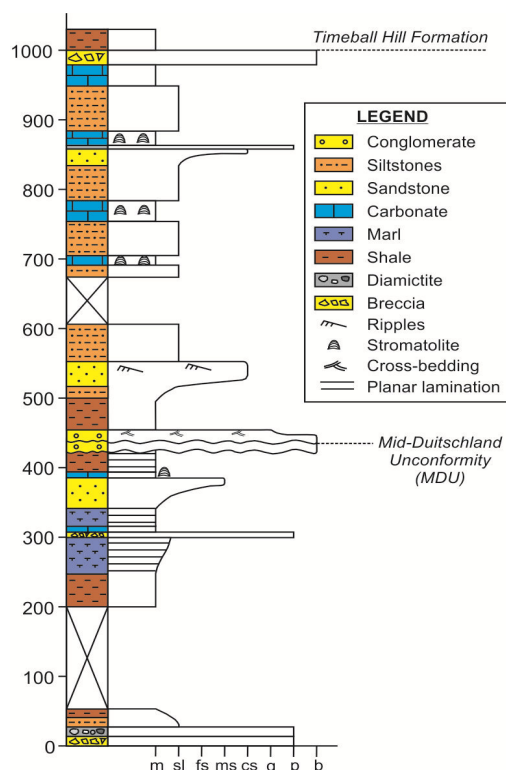 Timeball Hill Formation
1000
900
800
700
600
500
400
300
200
100
0
LEGEND
Conglomerate
Siltstones
Sandstone
Carbonate
Marl
Shale
Diamictite
Breccia
Ripples
Stromatolite
Cross-bedding
Planar lamination
Mid-Duitschland
Unconformity
(MDU)
m sl fs ms cs g p b